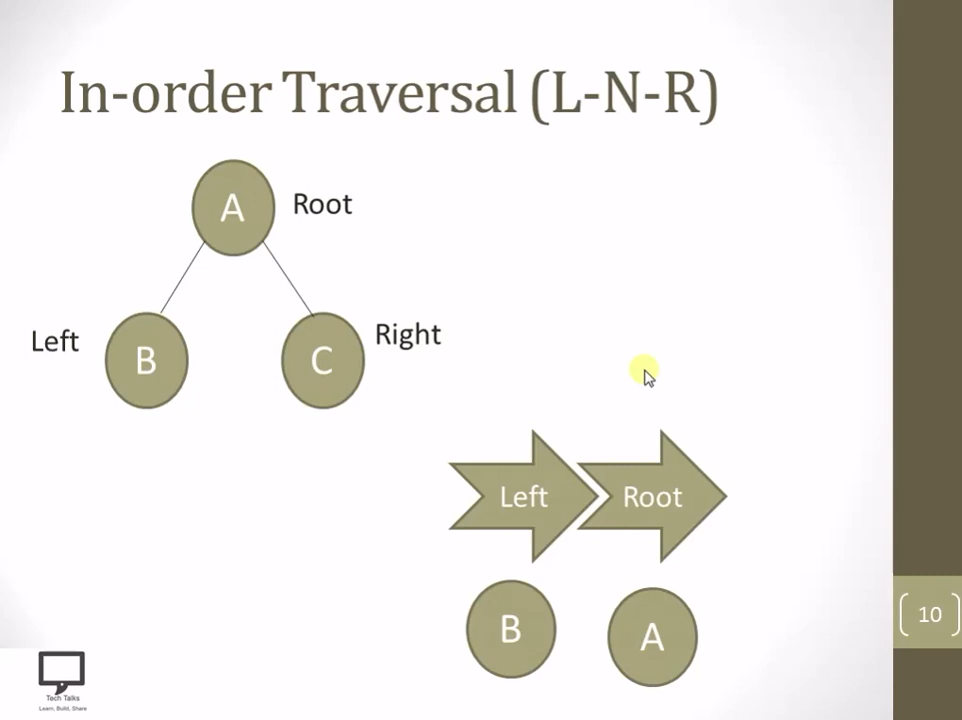 In-order Traversal (L-N-R)
A
Root
Left
B
C
Right
Left
Root
B
A
10
Tech Talks
Learn, Build, Share